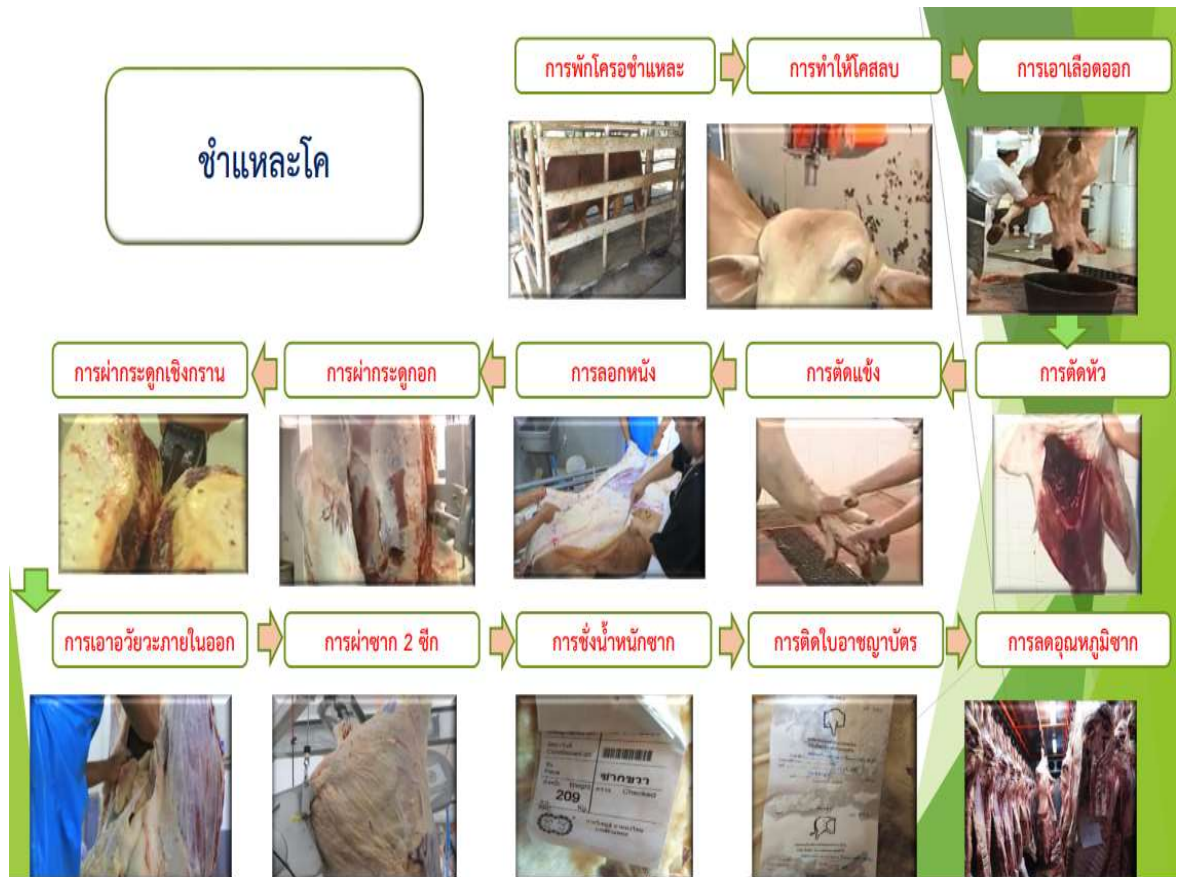 ชำแหละโค
การพักโครอชำแหละ
การทำให้โคสลบ
การเอาเลือดออก
การตัดหัว
การตัดแข้ง
การลอกหนัง
การผ่ากระดูกอก
การผ่ากระดูกเชิงกราน
การเอาอวัยวะภายในออก
การผ่าซาก 2 ซีก
การชั่งน้ำหนักซาก
การติดใบอาชญาบัตร
การลดอุณหภูมิซาก
ซากขวา
Checked
209